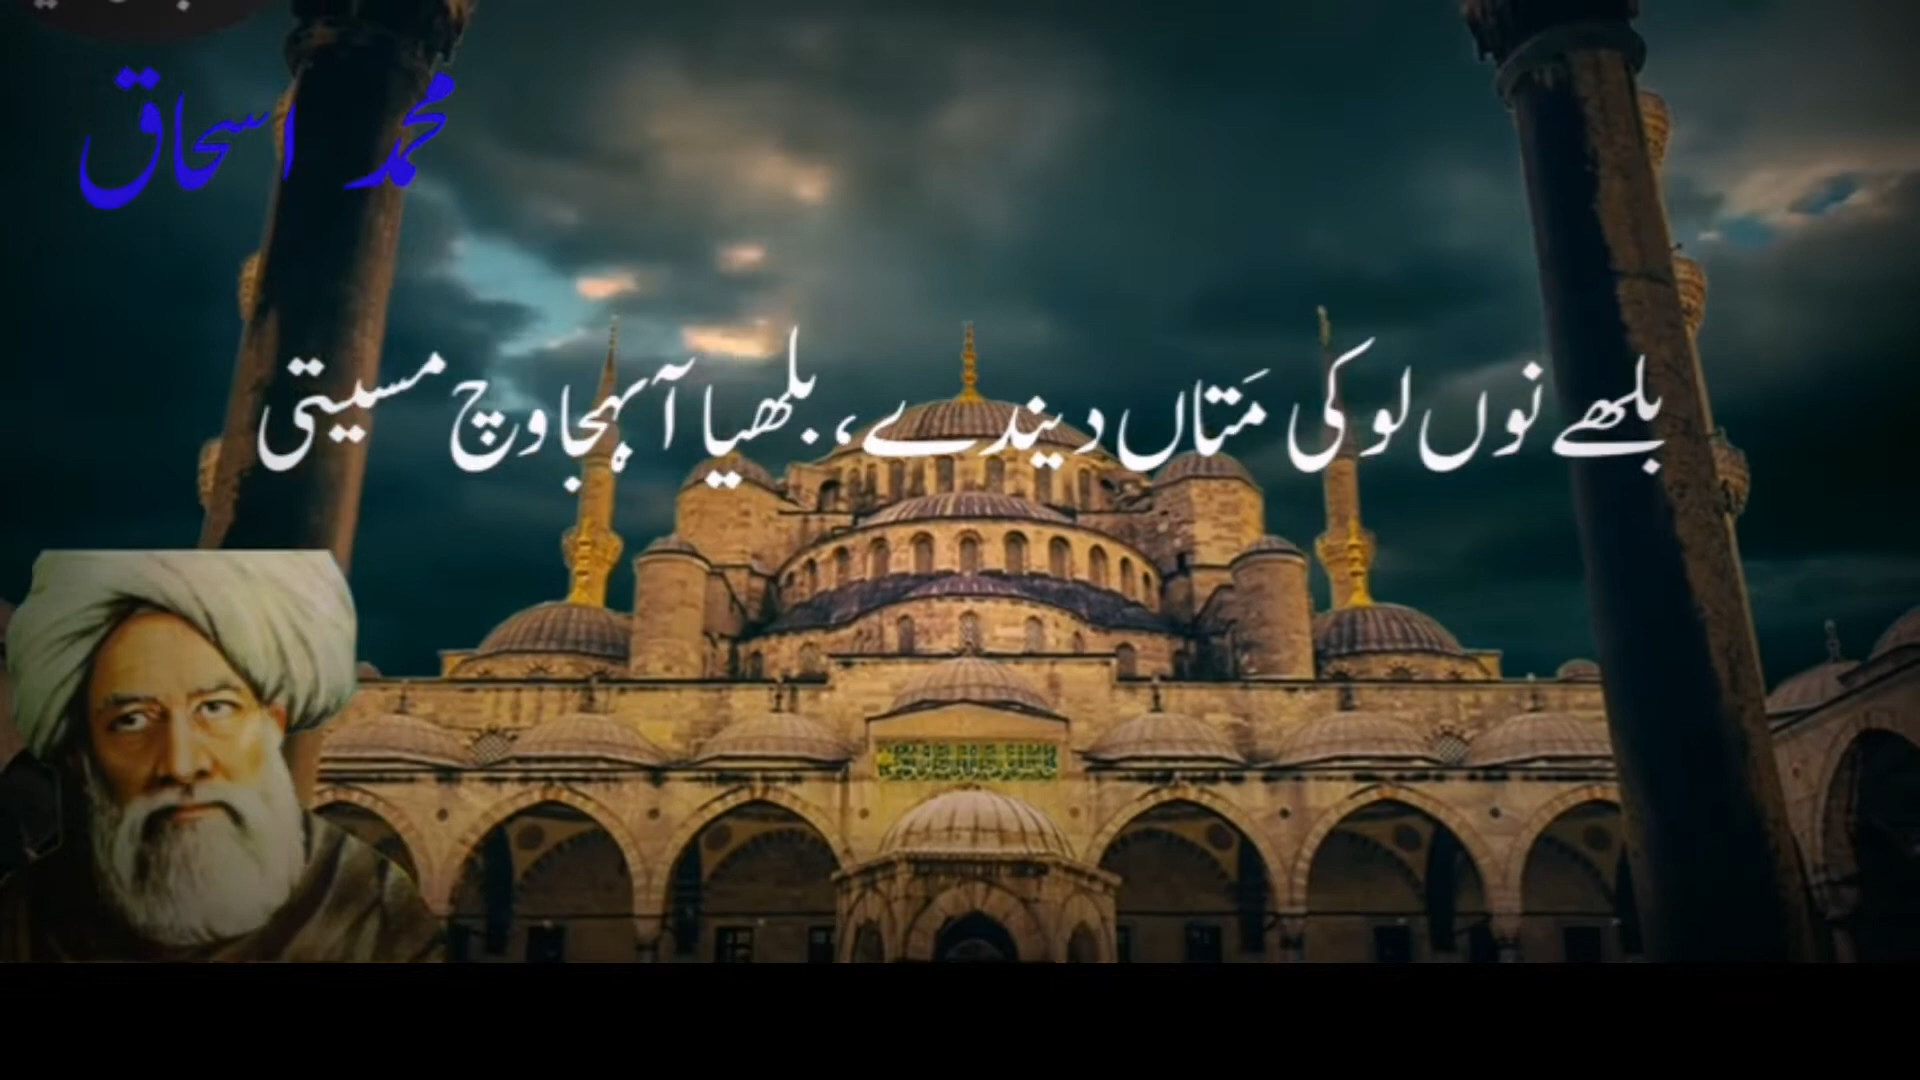 محمد اسحاق
بلھے نوں لوکی مَتاں دیندے، بلھیا آ بہجا وچ مسیتی